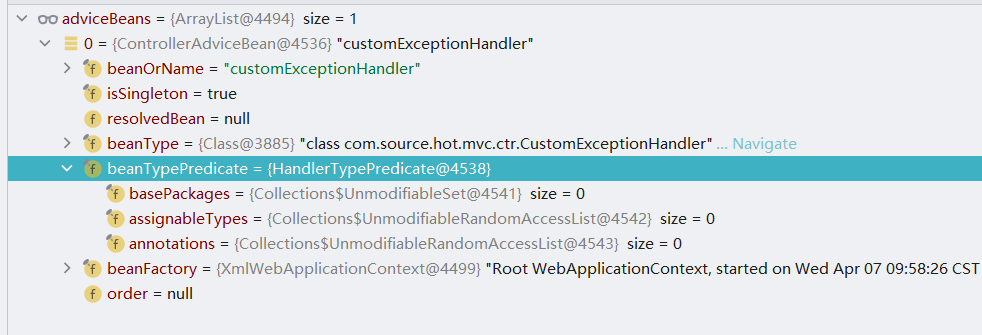 adviceBeans = {ArrayList@4494} size = 1
0 = {ControllerAdviceBean@4536} "customExceptionHandler"
f beanOrName = "customExceptionHandler"
f isSingleton = true
f resolvedBean = null
f beanType = {Class@3885} "class com.source.hot.mvc.ctr.CustomExceptionHandler" ... Navigate
f beanTypePredicate = {HandlerTypePredicate@4538}
f basePackages = {Collections$UnmodifiableSet@4541} size = 0
f assignableTypes = {Collections$UnmodifiableRandomAccessList@4542} size = 0
f annotations = {Collections$UnmodifiableRandomAccessList@4543} size = 0
f beanFactory = {XmlWebApplicationContext@4499} "Root WebApplicationContext, started on Wed Apr 07 09:58:26 CST
f order = null